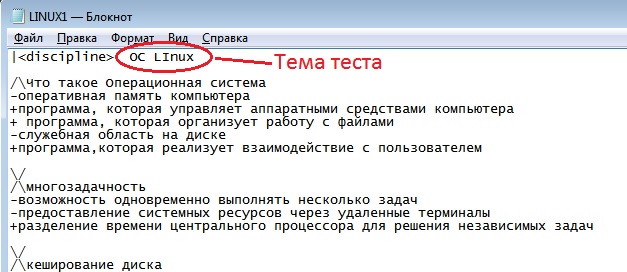 LINUX1 — Блокнот
Файл Правка Формат Вид Справка
|<discipline> ОС LInux Тема теста
/\Что такое Операционная система
-оперативная память компьютера
+программа, которая управляет аппаратными средствами компьютера
+ программа, которая организует работу с файлами
-служебная область на диске
+программа,которая реализует взаимодействие с пользователем
\/
/\многозадачность
-возможность одновременно выполнять несколько задач
-предоставление системных ресурсов через удаленные терминалы
+разделение времени центрального процессора для решения независимых задач
\/
/\кеширование диска